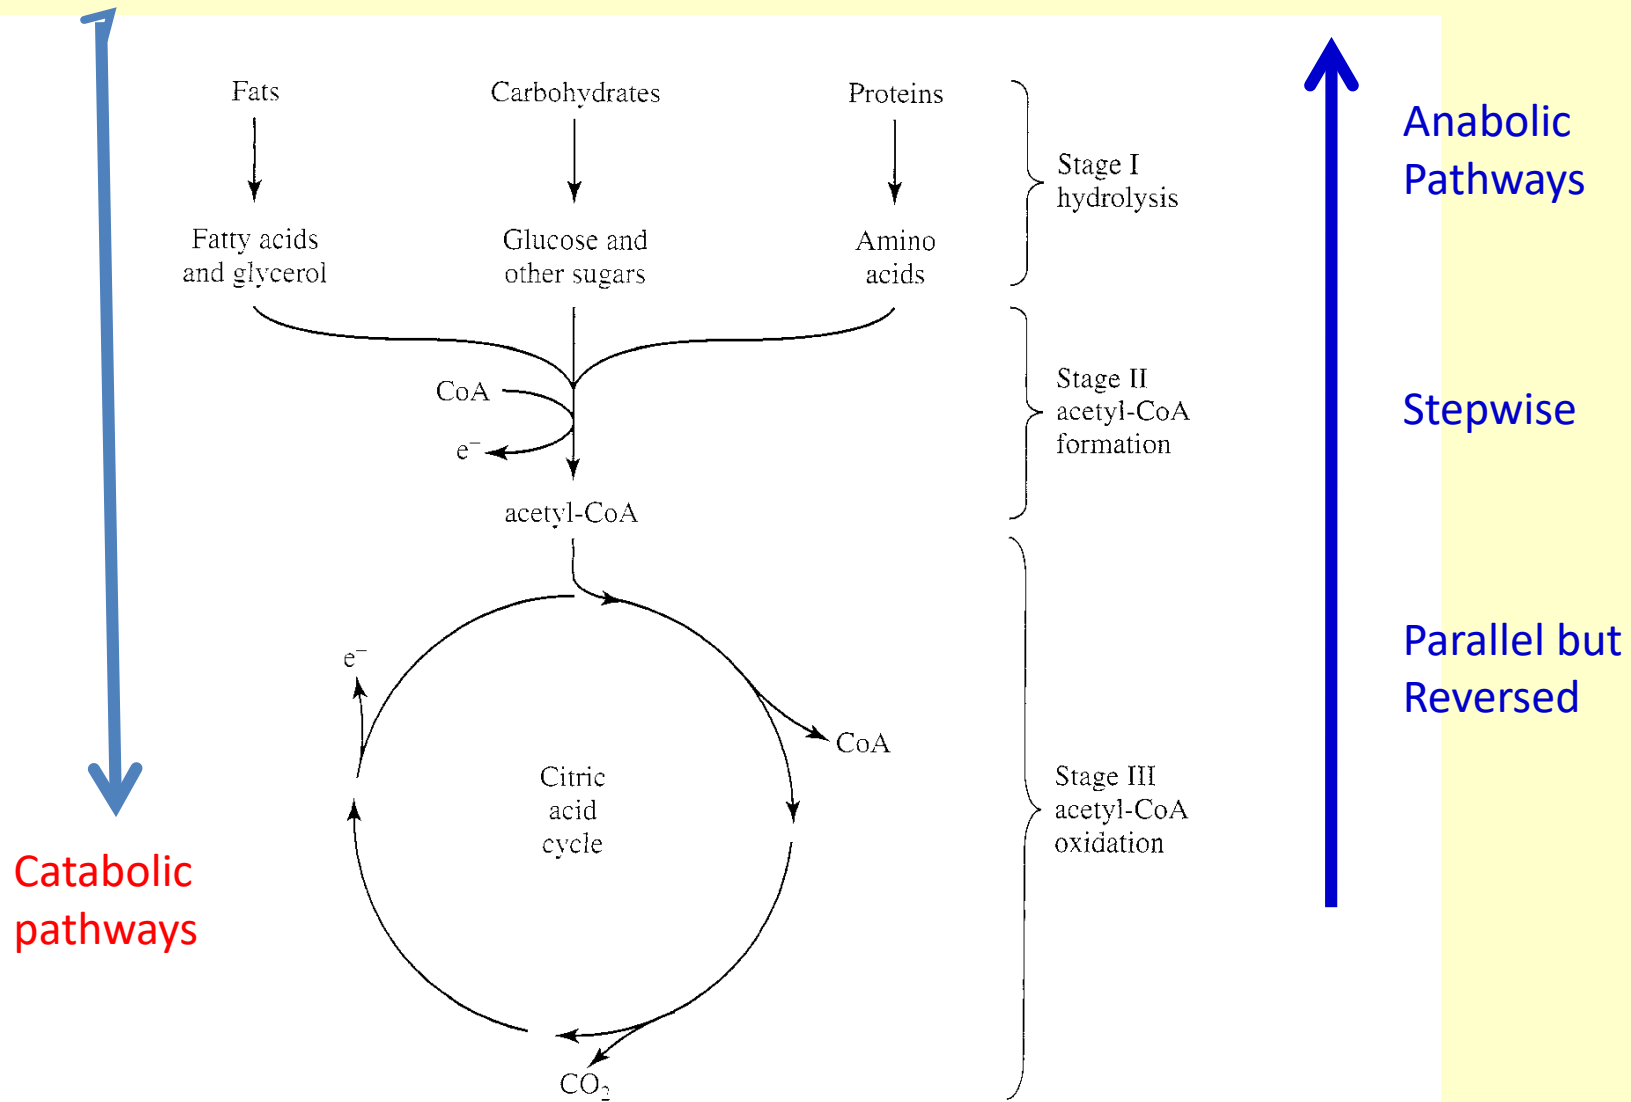 Fats
Carbohydrates
Proteins
Stage I
hydrolysis
Fatty acids
and glycerol
Glucose and
other sugars
Amino
acids
CoA
e⁻
Stage II
acetyl-CoA
formation
acetyl-CoA
e⁻
CoA
Citric
acid
cycle
Stage III
acetyl-CoA
oxidation
CO₂
Catabolic
pathways
Anabolic
Pathways
Stepwise
Parallel but
Reversed